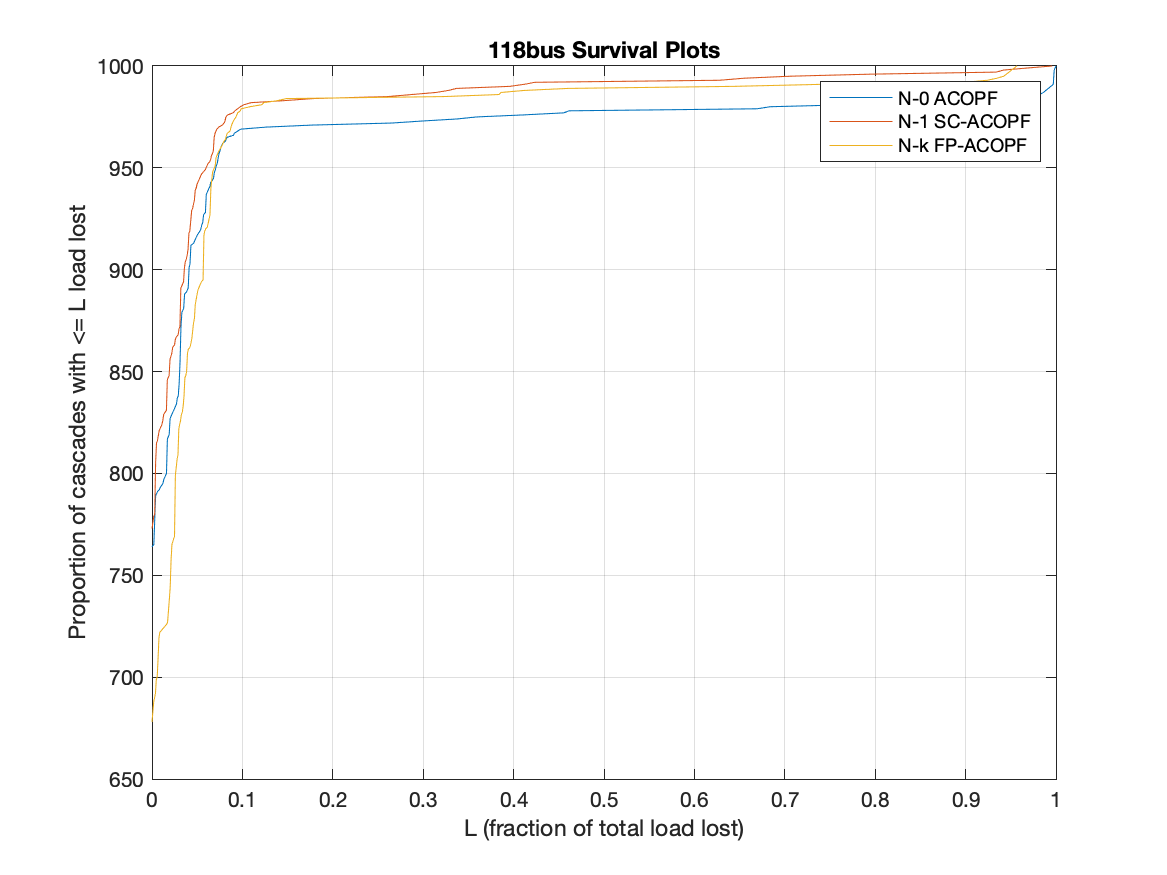 118bus Survival Plots
1000
950
900
850
800
750
700
650
Proportion of cascades with <= L load lost
N-0 ACOPF
N-1 SC-ACOPF
N-k FP-ACOPF
0 0.1 0.2 0.3 0.4 0.5 0.6 0.7 0.8 0.9 1
L (fraction of total load lost)